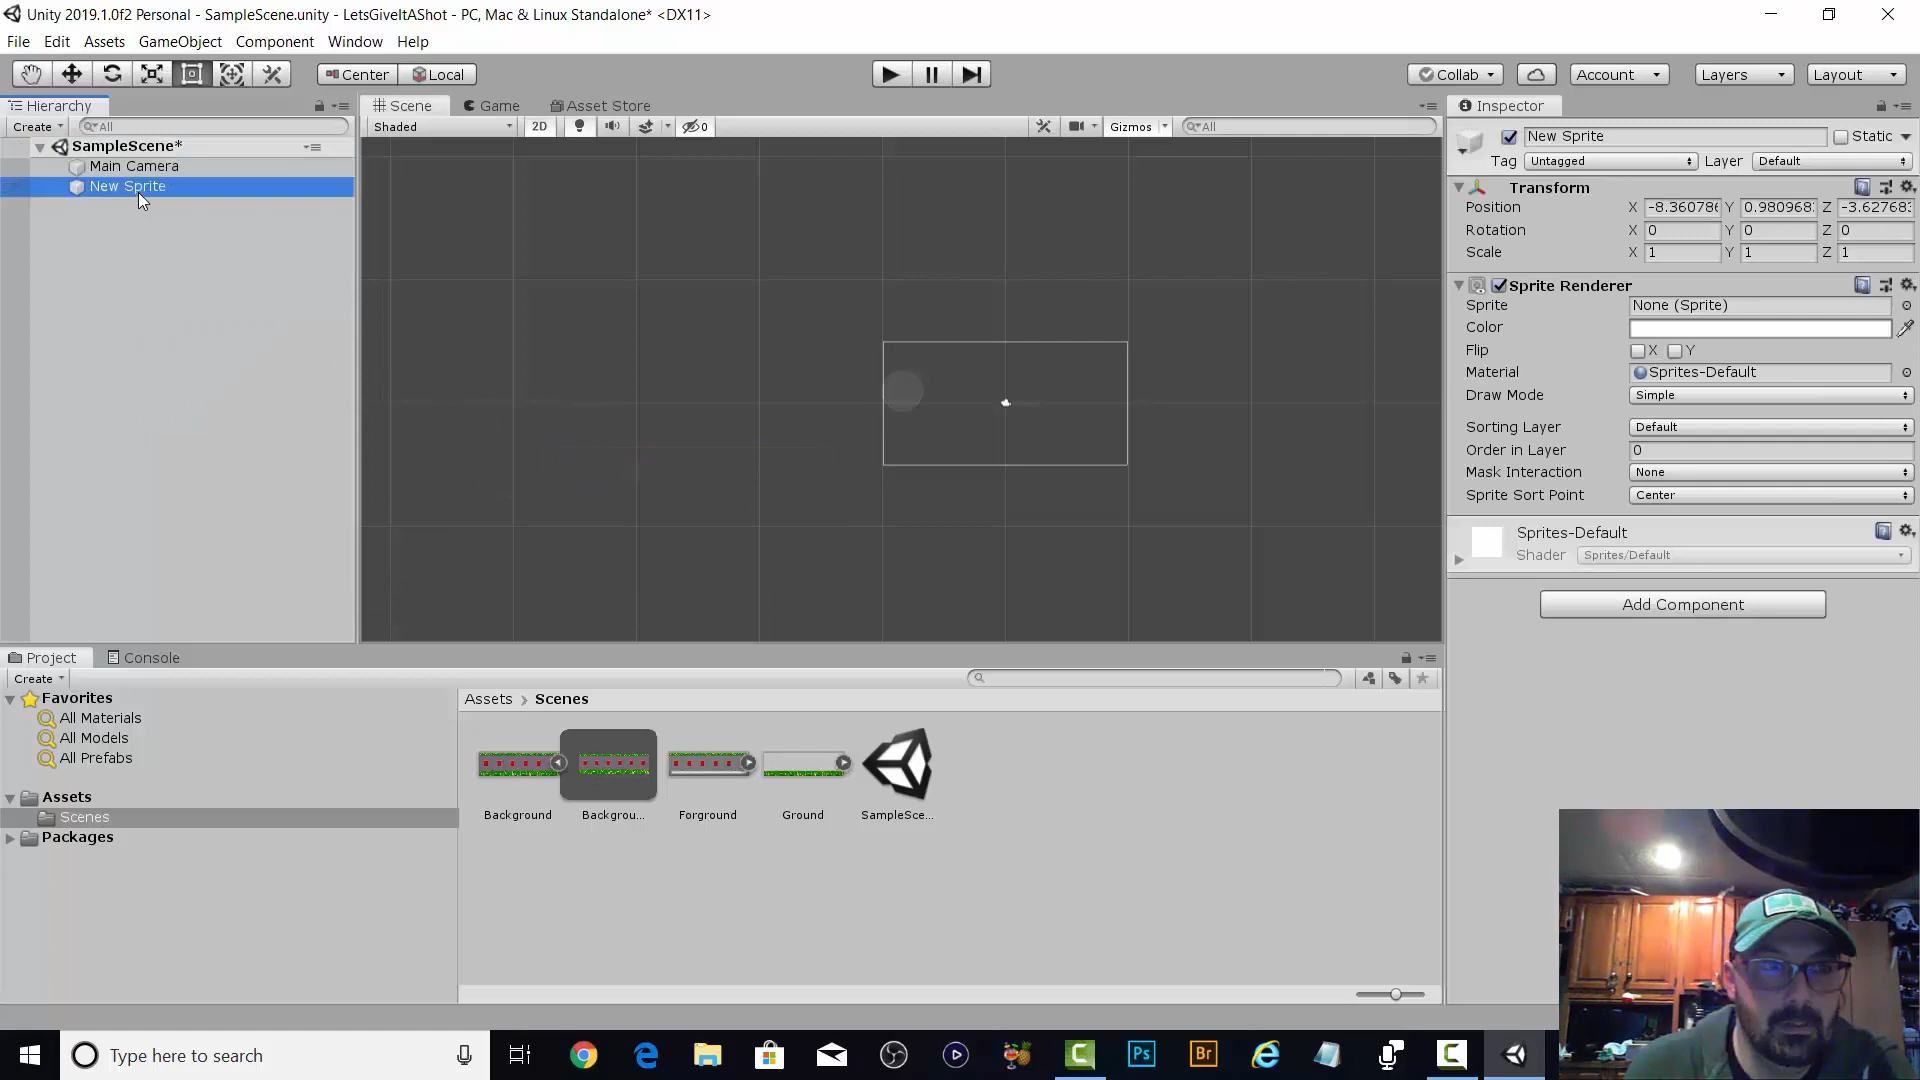 Unity 2019.1.0f2 Personal - SampleScene.unity - LetsGiveItAShot - PC, Mac & Linux Standalone* <DX11>
File Edit Assets GameObject Component Window Help
Center Local Collab Account Layers Layout
Hierarchy Scene Game Asset Store Inspector
Create All Shaded 2D 0 Gizmos All New Sprite Static
SampleScene*
Main Camera Tag Untagged Layer Default
New Sprite Transform
Position X -8.360786 Y 0.980968 Z -3.627683
Rotation X 0 Y 0 Z 0
Scale X 1 Y 1 Z 1
Sprite Renderer
Sprite None (Sprite)
Color
Flip X Y
Material Sprites-Default
Draw Mode Simple
Sorting Layer Default
Order in Layer 0
Mask Interaction None
Sprite Sort Point Center
Sprites-Default
Shader Sprites/Default
Add Component
Project Console
Create
Favorites Assets > Scenes
All Materials
All Models
All Prefabs
Assets
Scenes
Packages
Background Backgrou... Forground Ground SampleSce...
Type here to search
Ps Br